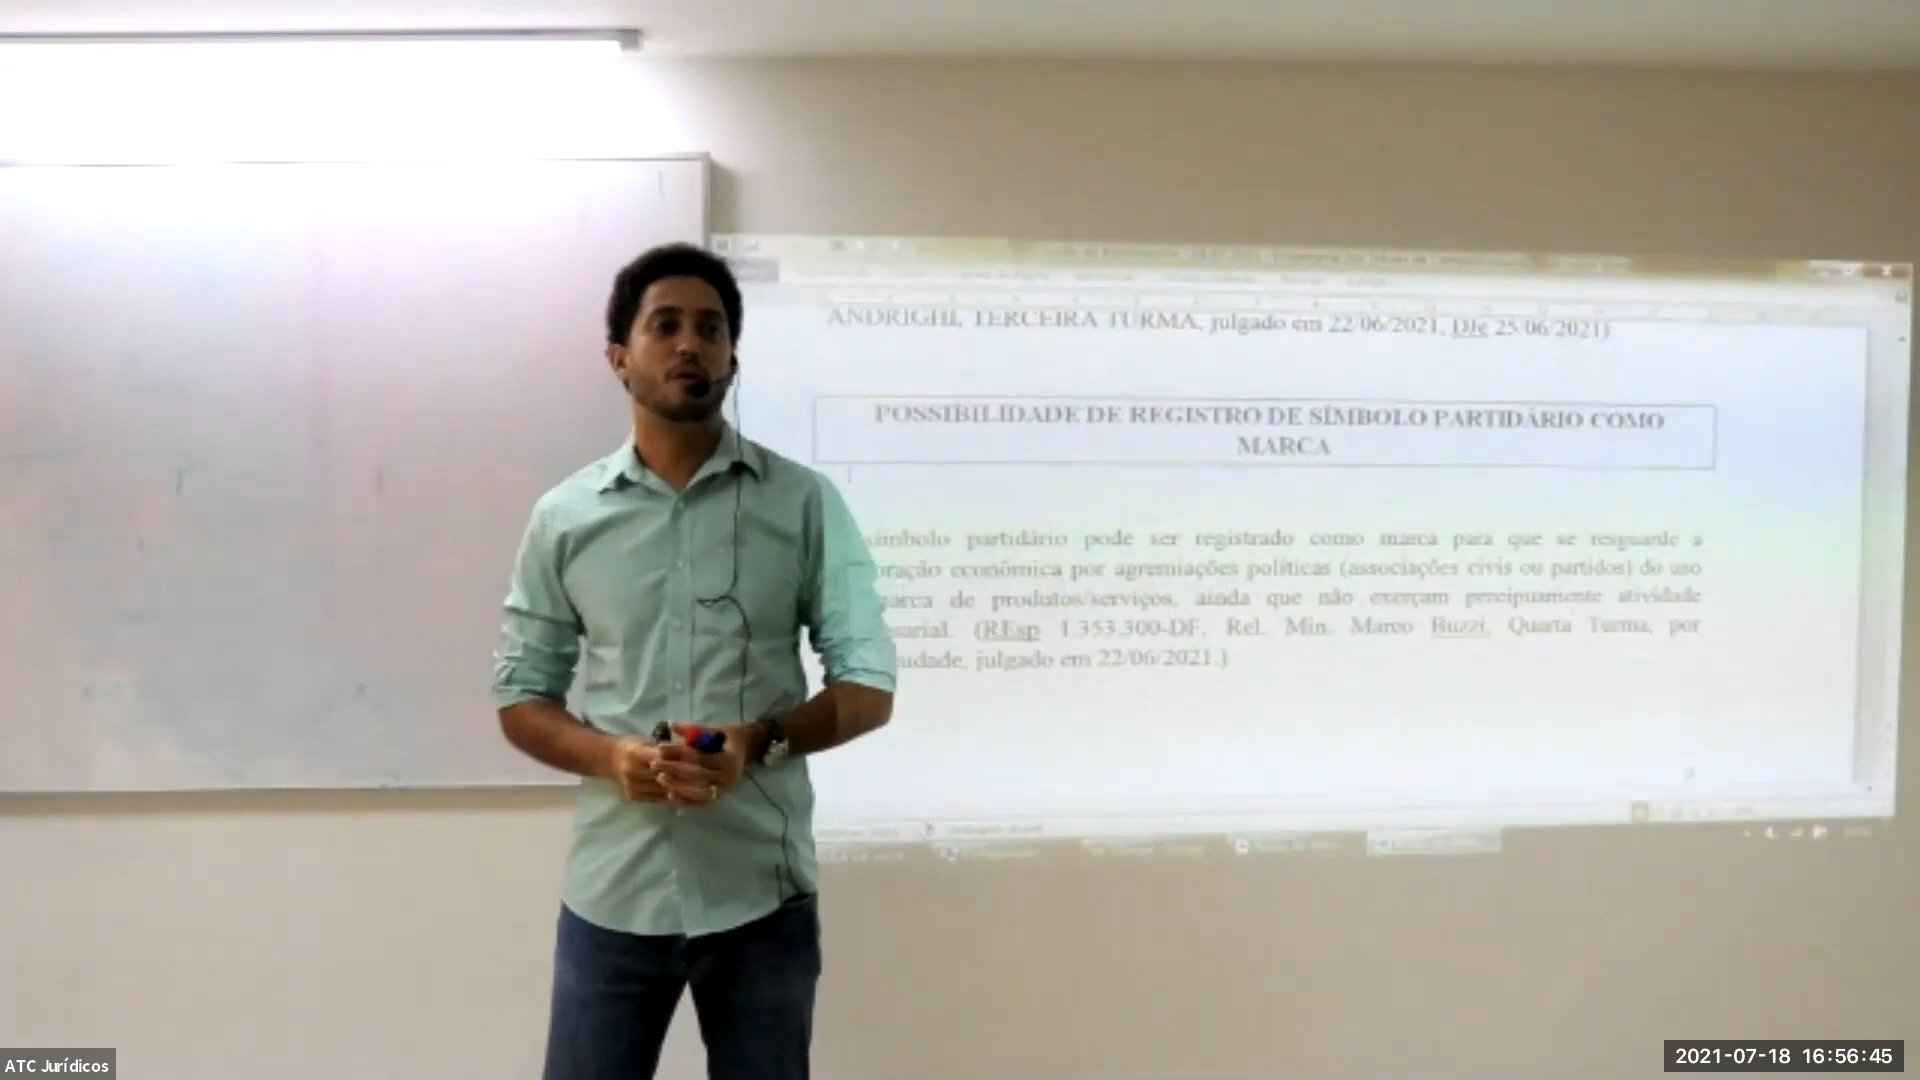 ANDRIGHI, TERCEIRA TURMA, julgado em 22/06/2021, DJe 25/06/2021)
POSSIBILIDADE DE REGISTRO DE SÍMBOLO PARTIDÁRIO COMO
MARCA
símbolo partidário pode ser registrado como marca para que se resguarde a
oração econômica por agremiações políticas (associações civis ou partidos) do uso
arca de produtos/serviços, ainda que não exerçam precipuamente atividade
sarial. (REsp 1.353.300-DF, Rel. Min. Marco Buzzi, Quarta Turma, por
nidade, julgado em 22/06/2021.)
ATC Jurídicos
2021-07-18 16:56:45